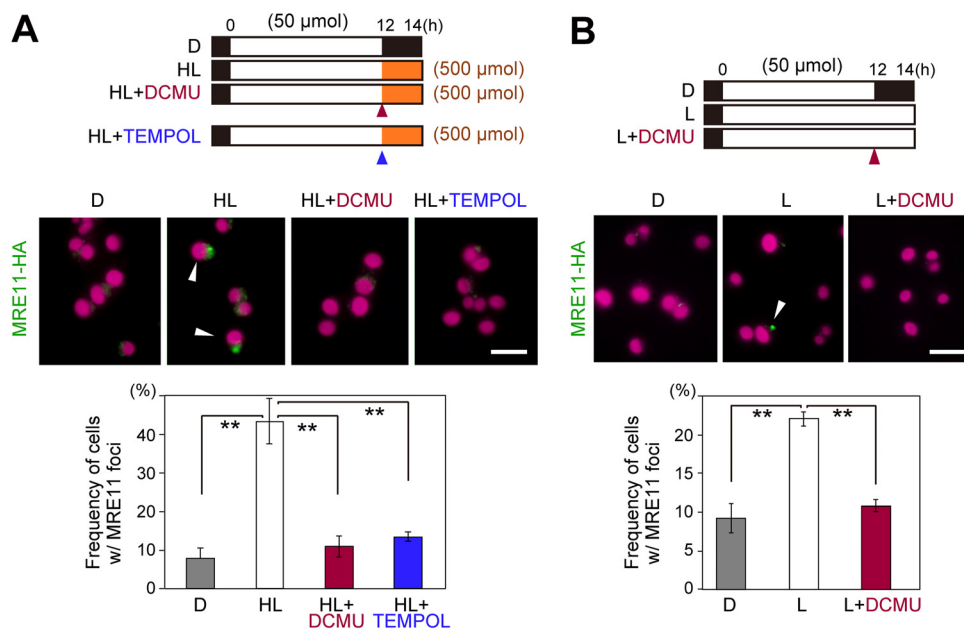 A
(50 μmol)
0 12 14(h)
D
HL (500 μmol)
HL+DCMU (500 μmol)
HL+TEMPOL (500 μmol)
D HL HL+DCMU HL+TEMPOL
MRE11-HA
(%)
Frequency of cells
w/ MRE11 foci
40
30
20
10
0
** ** **
D HL HL+ HL+
DCMU TEMPOL
B
(50 μmol)
0 12 14(h)
D
L
L+DCMU
D L L+DCMU
MRE11-HA
(%)
Frequency of cells
w/ MRE11 foci
20
15
10
5
0
** **
D L L+DCMU